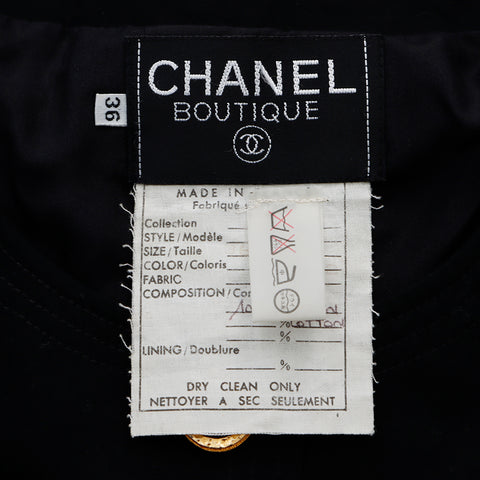 CHANEL
BOUTIQUE
36
MADE IN
Fabriqué
Collection
STYLE/Modèle
SIZE/Taille
COLOR/Coloris
FABRIC
COMPOSITION/
%COTTON
%
LINING/Doublure
%
DRY CLEAN ONLY
NETTOYER A SEC SEULEMENT